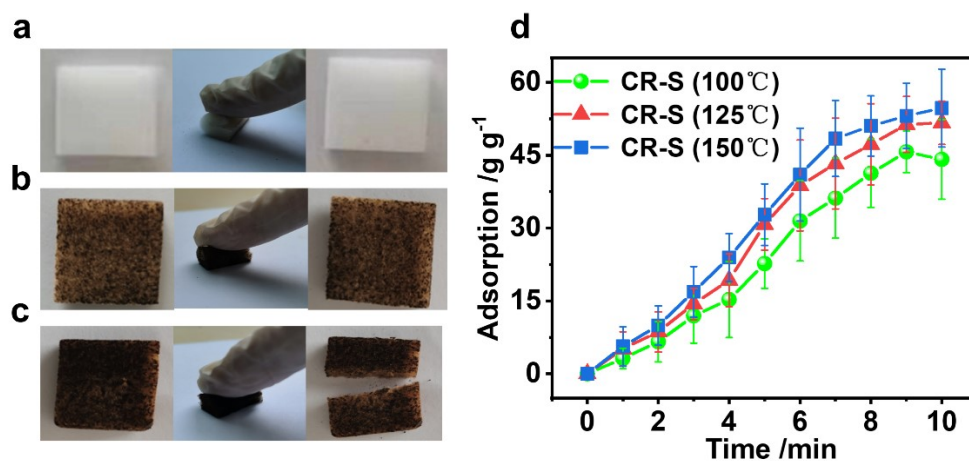 a
b
c
d
Adsorption /g g⁻¹
60
45
30
15
0
CR-S (100℃)
CR-S (125℃)
CR-S (150℃)
0 2 4 6 8 10
Time /min